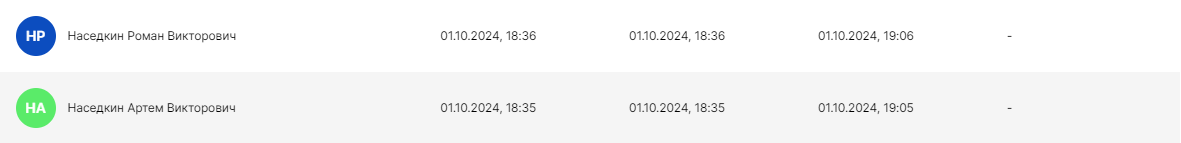 НР Наседкин Роман Викторович 01.10.2024, 18:36 01.10.2024, 18:36 01.10.2024, 19:06 -
НА Наседкин Артем Викторович 01.10.2024, 18:35 01.10.2024, 18:35 01.10.2024, 19:05 -